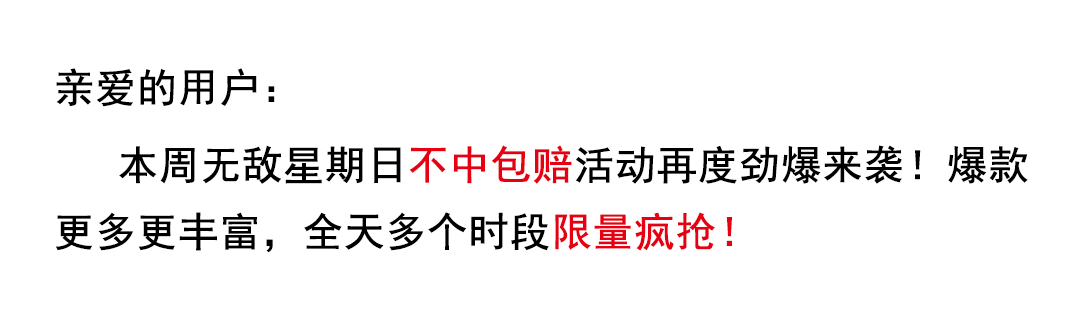 亲爱的用户：
本周无敌星期日不中包赔活动再度劲爆来袭！爆款
更多更丰富，全天多个时段限量疯抢！